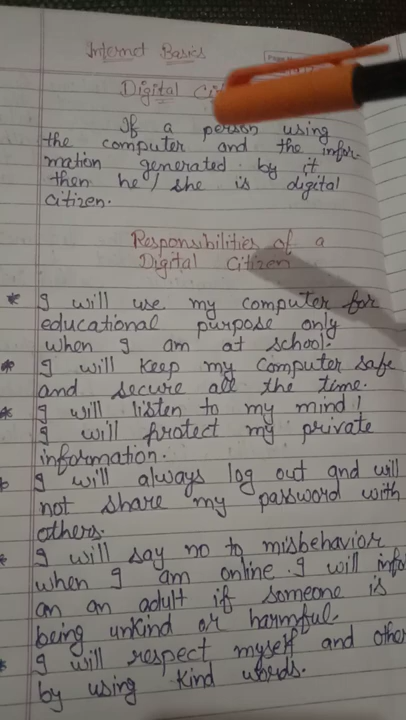 Internet Basics
Digital
If a person using
the computer and the infor-
mation generated by it
then he / she is digital
citizen.
Responsibilities of a
Digital Citizen
* I will use my computer for
educational purpose only
when I am at school.
* I will keep my computer safe
and secure all the time.
* I will listen to my mind!
I will protect my private
information.
* I will always log out and will
not share my password with
others.
* I will say no to misbehavior
when I am online. I will info
an an adult if someone is
being unkind or harmful.
* I will respect myself and other
by using kind words.